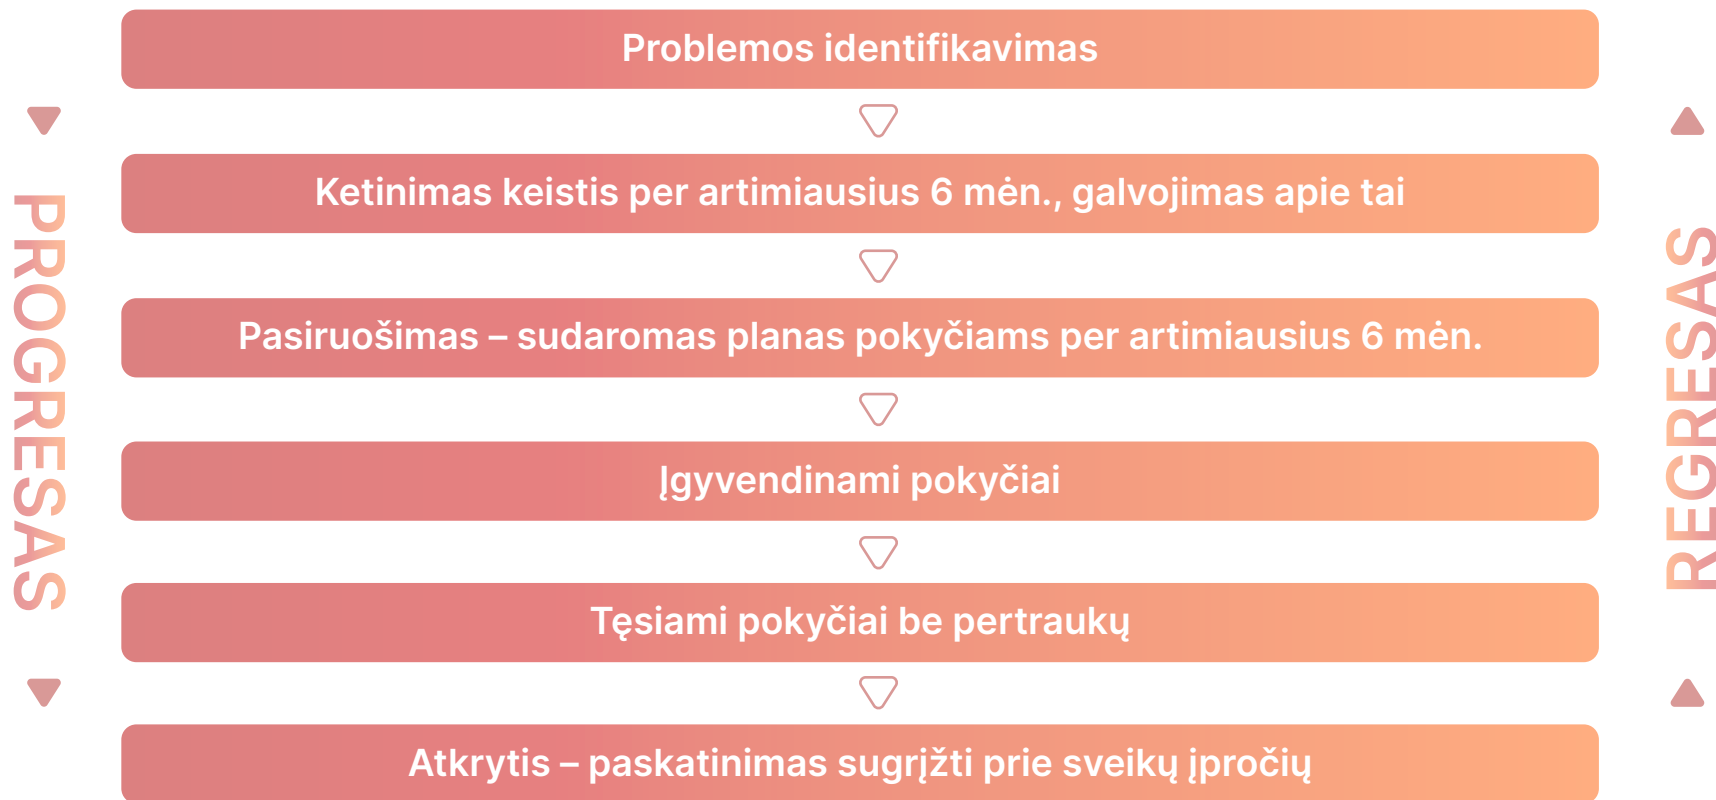 Problemos identifikavimas
Ketinimas keistis per artimiausius 6 mėn., galvojimas apie tai
Pasiruošimas – sudaromas planas pokyčiams per artimiausius 6 mėn.
Įgyvendinami pokyčiai
Tęsiami pokyčiai be pertraukų
Atkrytis – paskatinimas sugrįžti prie sveikų įpročių
PROGRESAS
REGRESAS